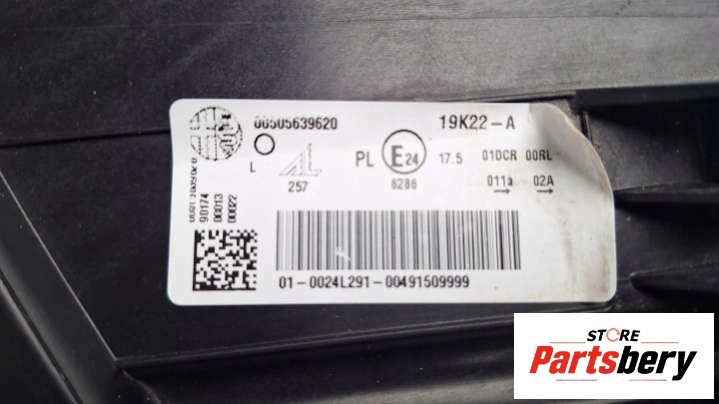 00505639620
19K22-A
L
257
PL
E24
6286
17.5
01DCR
00RL
011a
02A
90174
0G013
00022
01-0024L291-00491509999
STORE
Partsbery